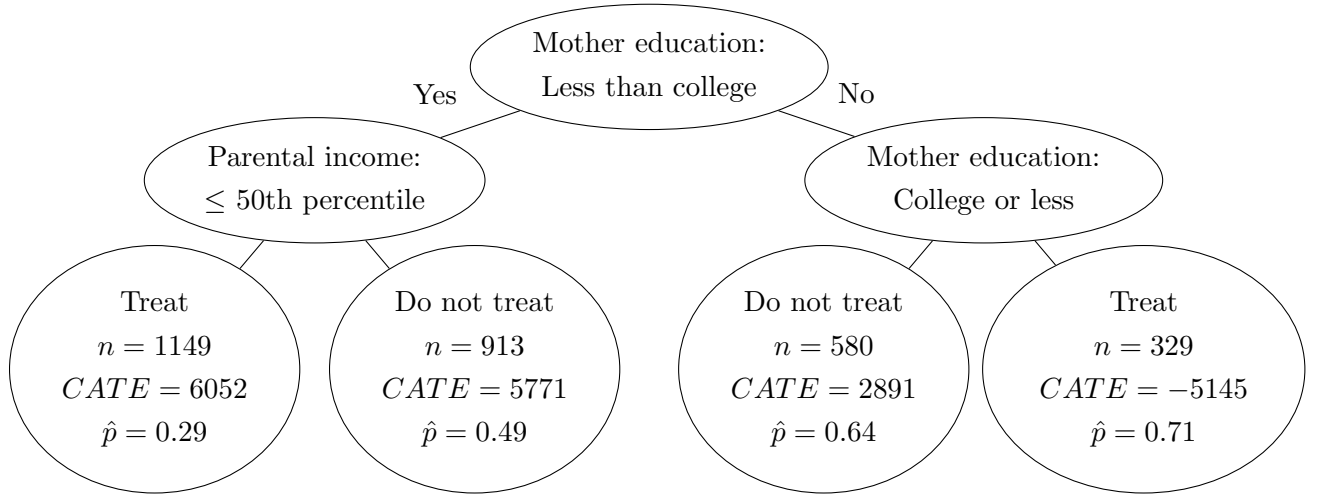 Mother education:
Less than college
Yes
No
Parental income:
≤ 50th percentile
Mother education:
College or less
Treat
n = 1149
CATE = 6052
p̂ = 0.29
Do not treat
n = 913
CATE = 5771
p̂ = 0.49
Do not treat
n = 580
CATE = 2891
p̂ = 0.64
Treat
n = 329
CATE = −5145
p̂ = 0.71